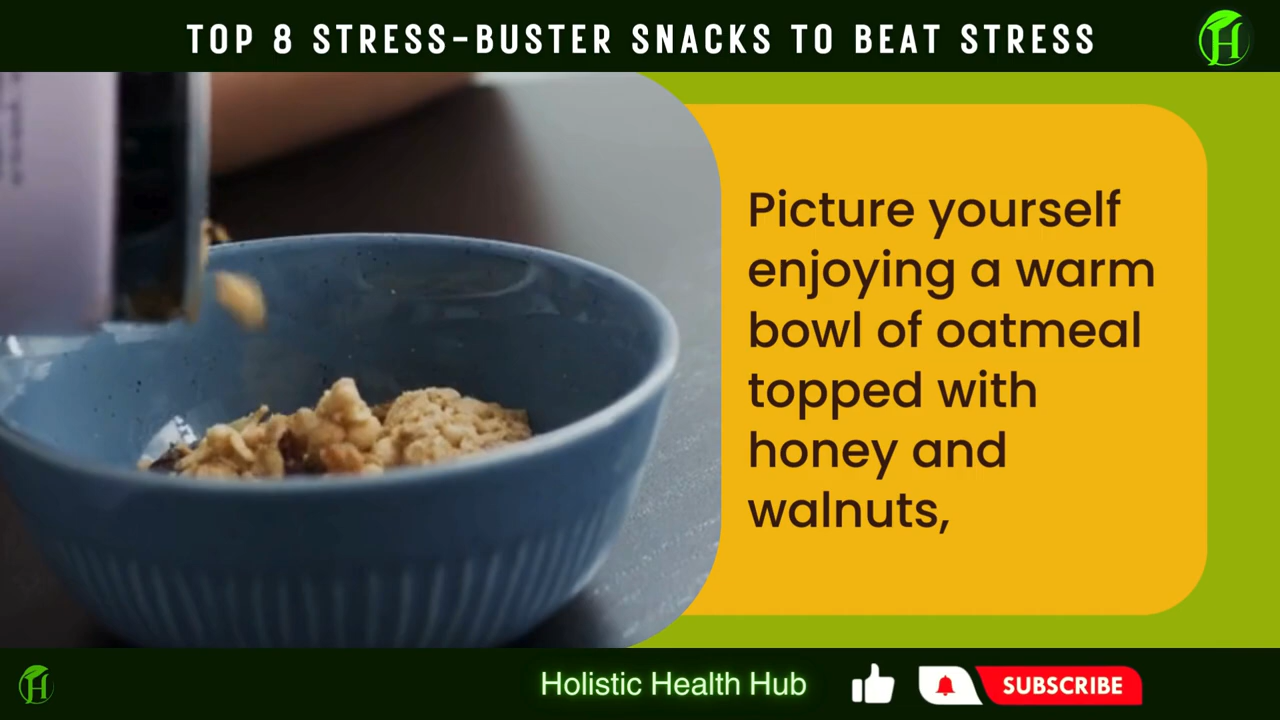 TOP 8 STRESS-BUSTER SNACKS TO BEAT STRESS
Picture yourself
enjoying a warm
bowl of oatmeal
topped with
honey and
walnuts,
Holistic Health Hub
SUBSCRIBE